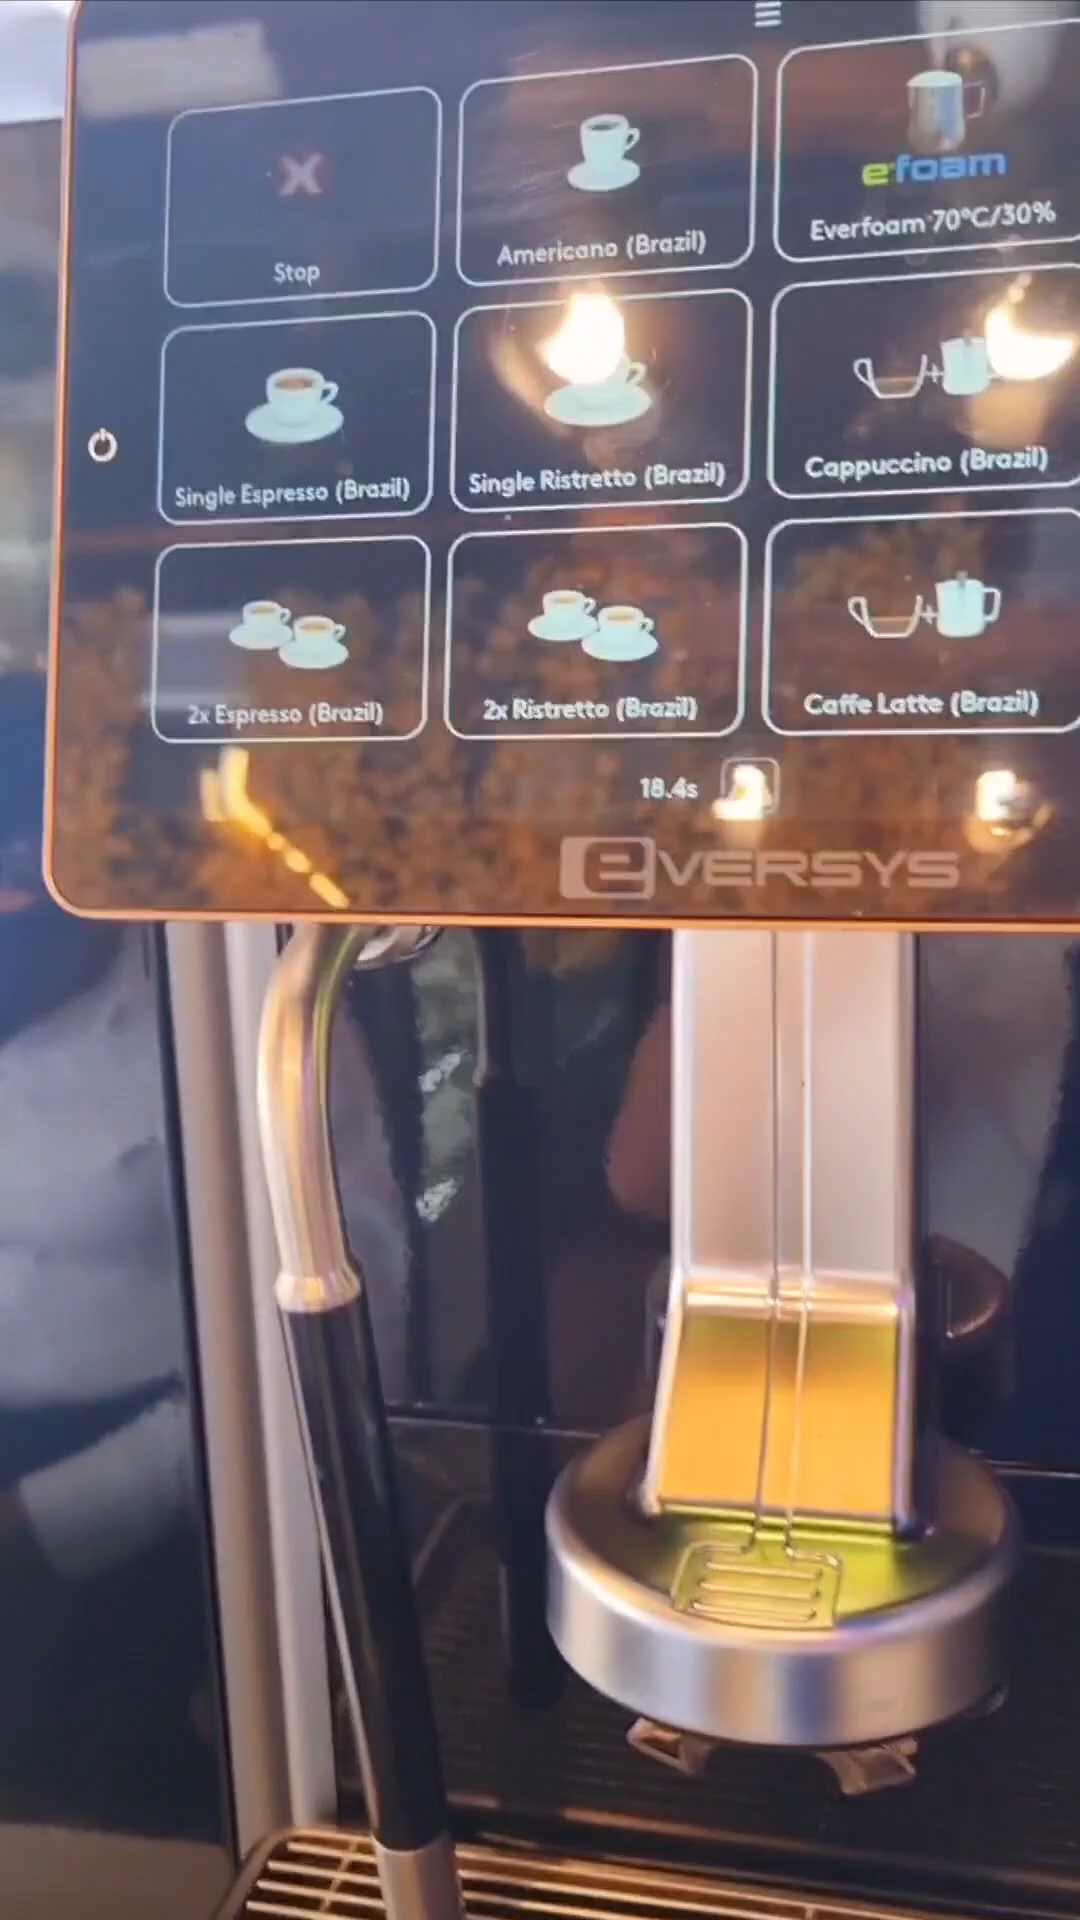 Stop
Americano (Brazil)
e'foam
Everfoam 70°C/30%
Single Espresso (Brazil)
Single Ristretto (Brazil)
Cappuccino (Brazil)
2x Espresso (Brazil)
2x Ristretto (Brazil)
Caffe Latte (Brazil)
18.4s
eVERSYS